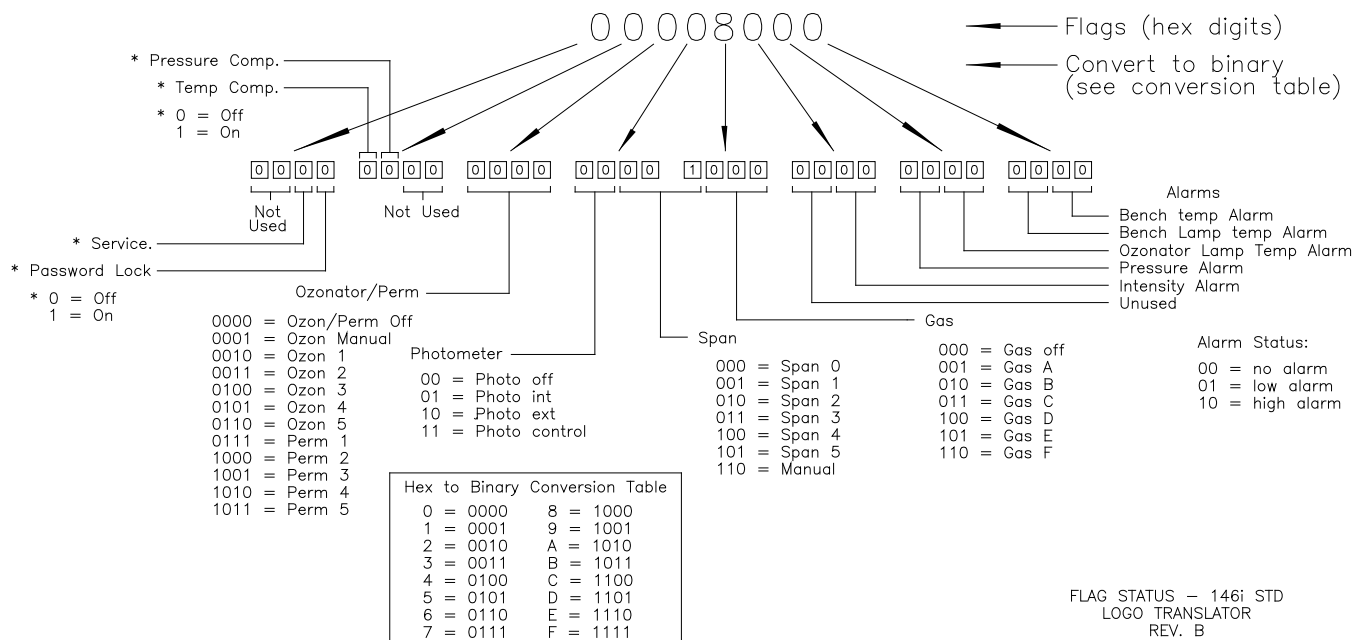 00008000
Flags (hex digits)
Convert to binary
(see conversion table)
* Pressure Comp.
* Temp Comp.
* 0 = Off
1 = On
0 0 0 0 0 0 0 0 0 0 0 0 0 0 0 0 1 0 0 0 0 0 0 0 0 0 0 0 0 0 0 0
Not
Used
Not Used
* Service.
* Password Lock
* 0 = Off
1 = On
Alarms
Bench temp Alarm
Bench Lamp temp Alarm
Ozonator Lamp Temp Alarm
Pressure Alarm
Intensity Alarm
Unused
Ozonator/Perm
0000 = Ozon/Perm Off
0001 = Ozon Manual
0010 = Ozon 1
0011 = Ozon 2
0100 = Ozon 3
0101 = Ozon 4
0110 = Ozon 5
0111 = Perm 1
1000 = Perm 2
1001 = Perm 3
1010 = Perm 4
1011 = Perm 5
Photometer
00 = Photo off
01 = Photo int
10 = Photo ext
11 = Photo control
Span
000 = Span 0
001 = Span 1
010 = Span 2
011 = Span 3
100 = Span 4
101 = Span 5
110 = Manual
Gas
000 = Gas off
001 = Gas A
010 = Gas B
011 = Gas C
100 = Gas D
101 = Gas E
110 = Gas F
Alarm Status:
00 = no alarm
01 = low alarm
10 = high alarm
Hex to Binary Conversion Table
0 = 0000 8 = 1000
1 = 0001 9 = 1001
2 = 0010 A = 1010
3 = 0011 B = 1011
4 = 0100 C = 1100
5 = 0101 D = 1101
6 = 0110 E = 1110
7 = 0111 F = 1111
FLAG STATUS – 146i STD
LOGO TRANSLATOR
REV. B